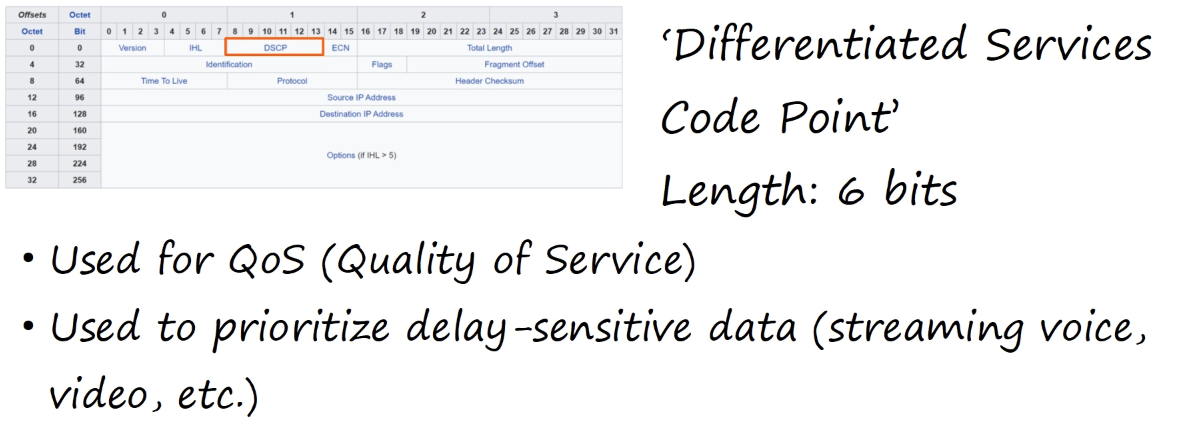 Offsets Octet 0 1 2 3
Octet Bit 0 1 2 3 4 5 6 7 8 9 10 11 12 13 14 15 16 17 18 19 20 21 22 23 24 25 26 27 28 29 30 31
0 0 Version IHL DSCP ECN Total Length
4 32 Identification Flags Fragment Offset
8 64 Time To Live Protocol Header Checksum
12 96 Source IP Address
16 128 Destination IP Address
20 160
24 192
Options (if IHL > 5)
28 224
32 256
‘Differentiated Services
Code Point’
Length: 6 bits
• Used for QoS (Quality of Service)
• Used to prioritize delay-sensitive data (streaming voice,
video, etc.)